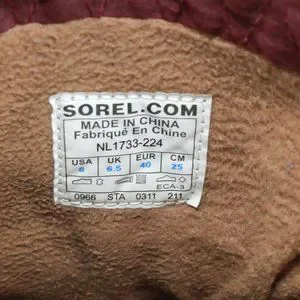 SOREL.COM
MADE IN CHINA
Fabriqué En Chine
NL1733-224
USA UK EUR CM
8 6.5 40 25
ECA-3
0966 STA 0311 211